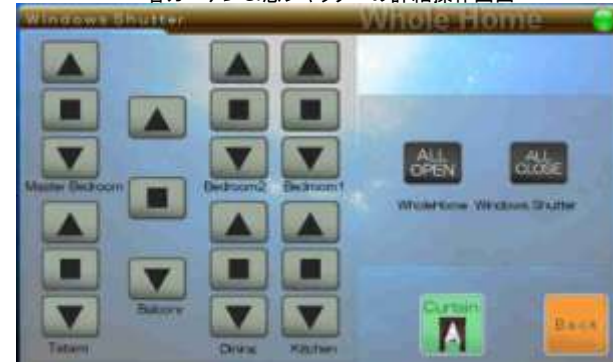 Windows Shutter
Whole Home
Master Bedroom
Bedroom2
Bedroom1
ALL OPEN
ALL CLOSE
WholeHome Windows Shutter
Balcony
Tatami
Dining
Kitchen
Curtain
Back